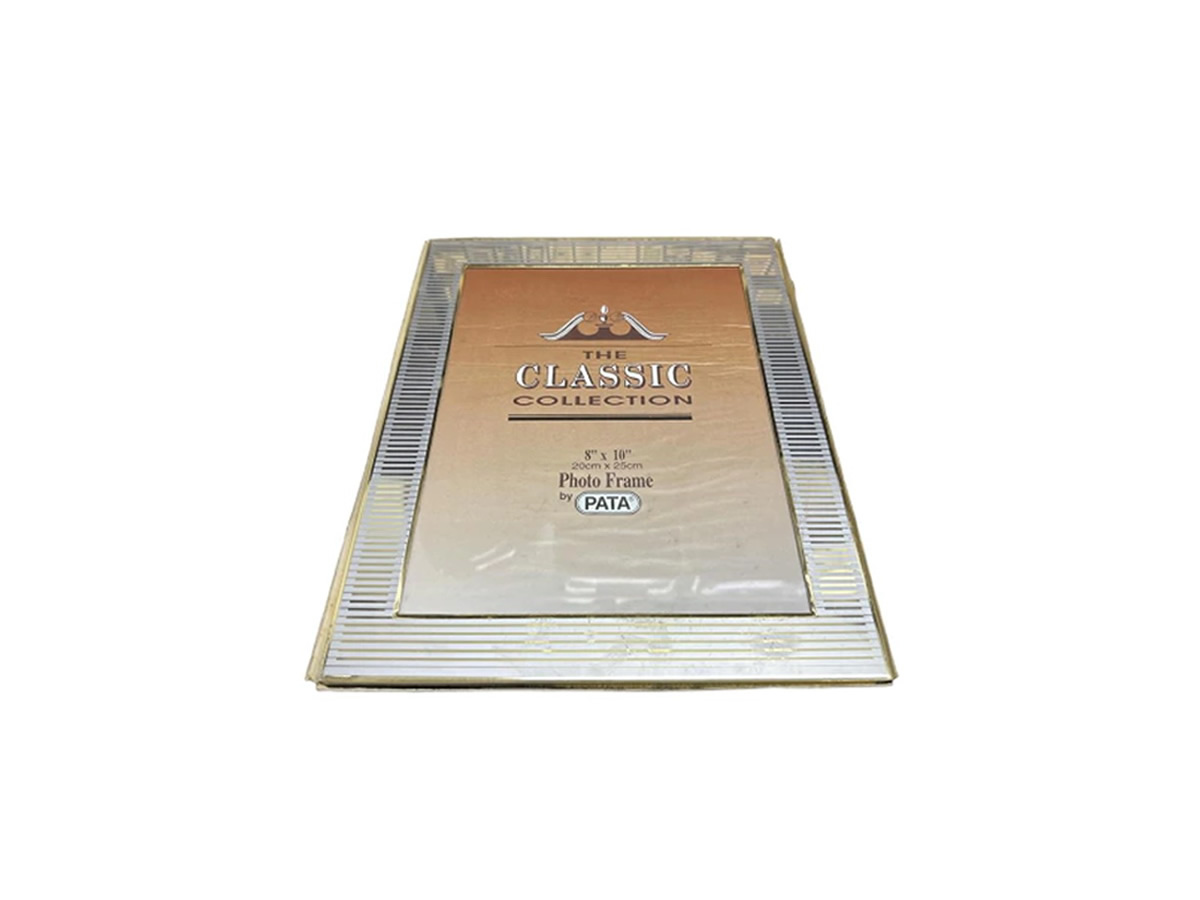 THE
CLASSIC
COLLECTION
8" x 10"
20cm x 25cm
Photo Frame
by PATA®